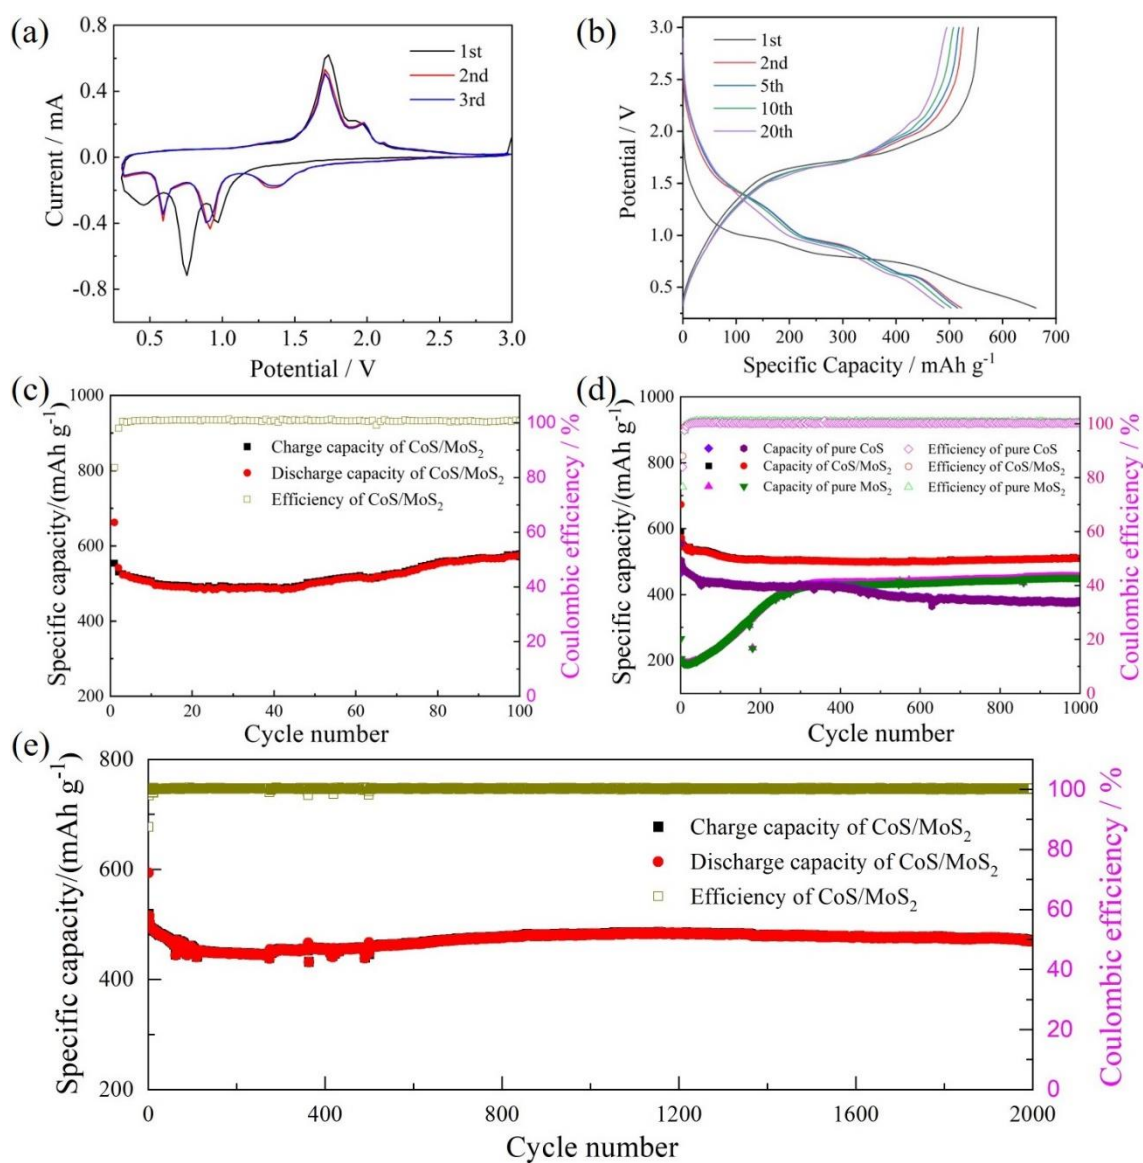 (a)
0.8
0.4
0.0
-0.4
-0.8
Current / mA
1st
2nd
3rd
0.5 1.0 1.5 2.0 2.5 3.0
Potential / V
(b)
3.0
2.5
2.0
1.5
1.0
0.5
Potential / V
1st
2nd
5th
10th
20th
0 100 200 300 400 500 600 700
Specific Capacity / mAh g⁻¹
(c)
1000
800
600
500
400
200
Specific capacity/(mAh g⁻¹)
Charge capacity of CoS/MoS₂
Discharge capacity of CoS/MoS₂
Efficiency of CoS/MoS₂
100
80
60
40
20
0
Coulombic efficiency / %
0 20 40 60 80 100
Cycle number
(d)
1000
900
800
600
500
400
200
Specific capacity/(mAh g⁻¹)
Capacity of pure CoS
Capacity of CoS/MoS₂
Capacity of pure MoS₂
Efficiency of pure CoS
Efficiency of CoS/MoS₂
Efficiency of pure MoS₂
100
80
60
40
20
0
Coulombic efficiency / %
0 200 400 600 800 1000
Cycle number
(e)
800
600
400
200
Specific capacity/(mAh g⁻¹)
Charge capacity of CoS/MoS₂
Discharge capacity of CoS/MoS₂
Efficiency of CoS/MoS₂
100
80
60
40
20
0
Coulombic efficiency / %
0 400 800 1200 1600 2000
Cycle number